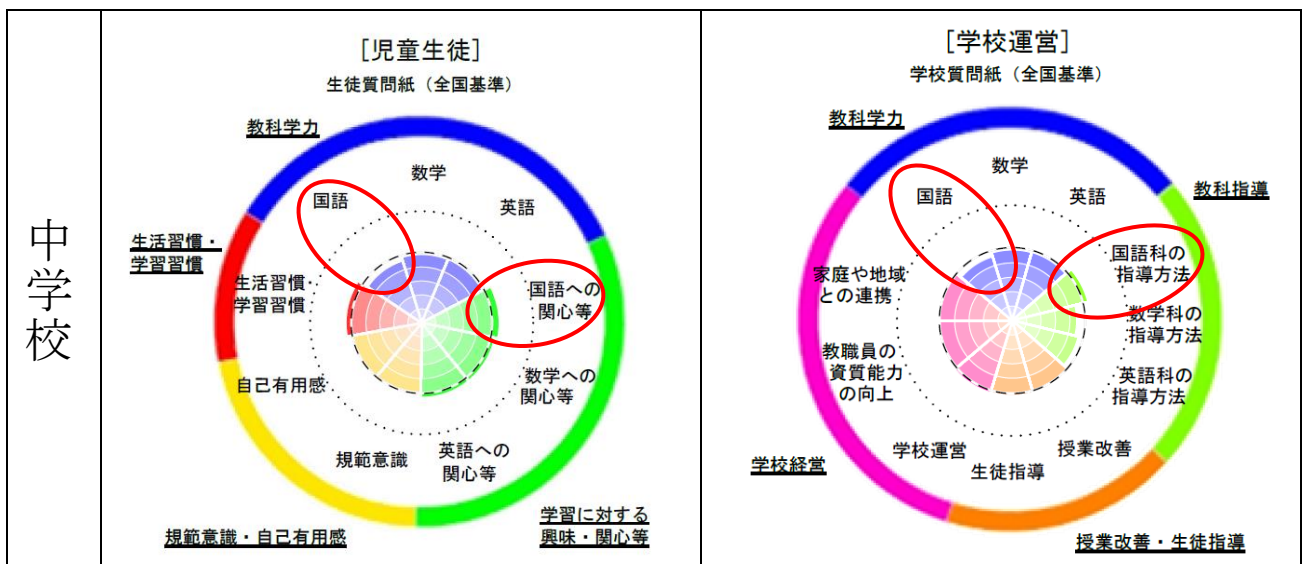 中学校
[児童生徒]
生徒質問紙（全国基準）
教科学力
数学
国語
英語
生活習慣・
学習習慣
生活習慣・
学習習慣
国語への
関心等
数学への
関心等
自己有用感
規範意識
英語への
関心等
規範意識・自己有用感
学習に対する
興味・関心等
[学校運営]
学校質問紙（全国基準）
教科学力
数学
国語
英語
教科指導
国語科の
指導方法
家庭や地域
との連携
数学科の
指導方法
教職員の
資質能力
の向上
英語科の
指導方法
学校運営
生徒指導
授業改善
学校経営
授業改善・生徒指導